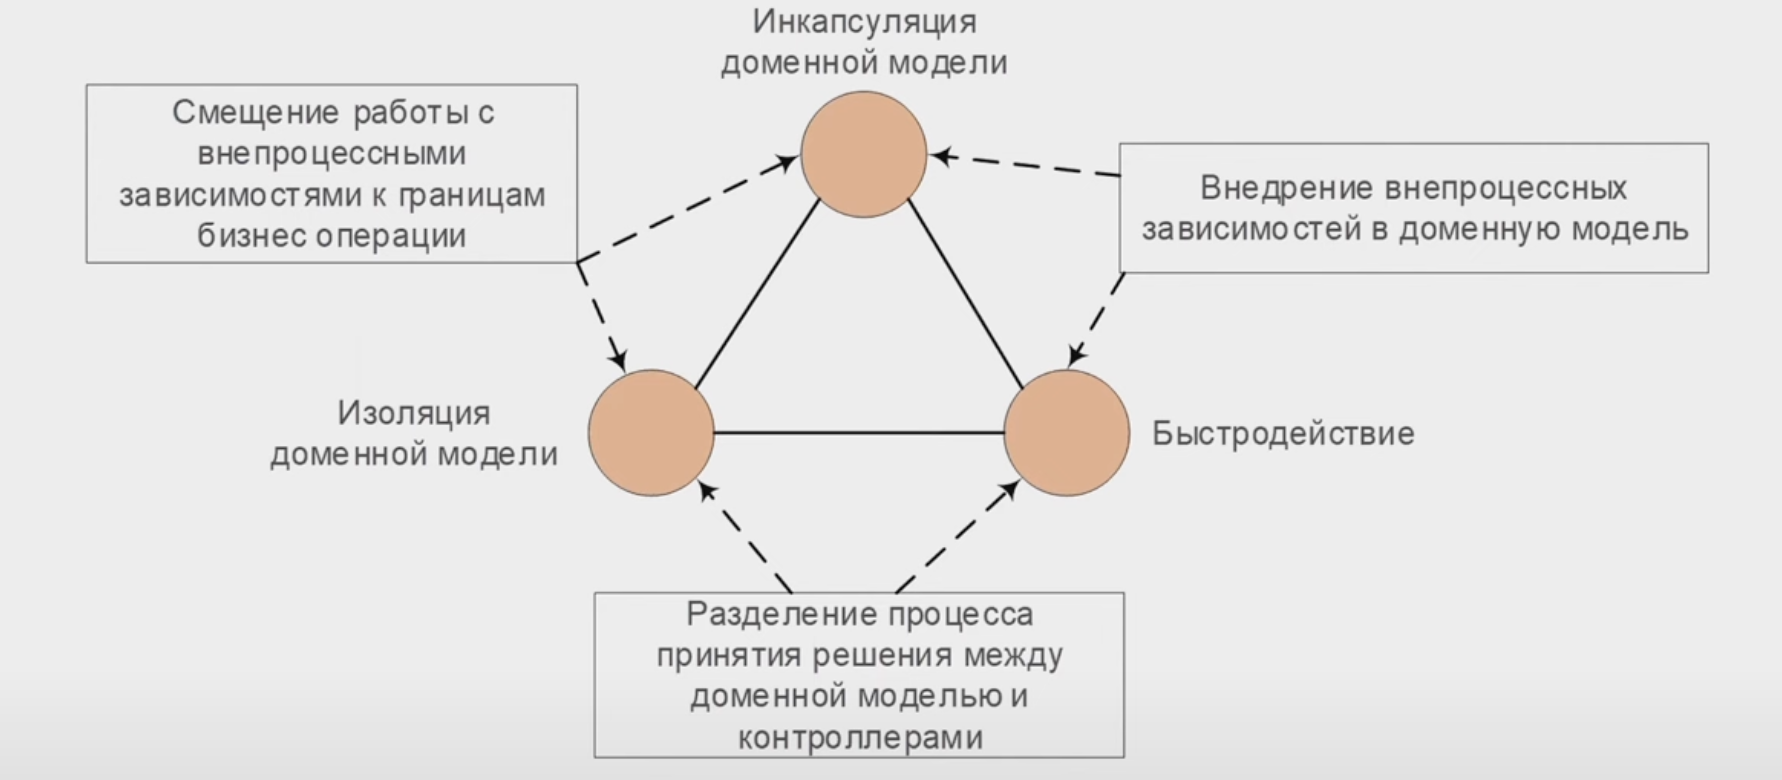 Инкапсуляция
доменной модели
Смещение работы с
внепроцессными
зависимостями к границам
бизнес операции
Внедрение внепроцессных
зависимостей в доменную модель
Изоляция
доменной модели
Быстродействие
Разделение процесса
принятия решения между
доменной моделью и
контроллерами